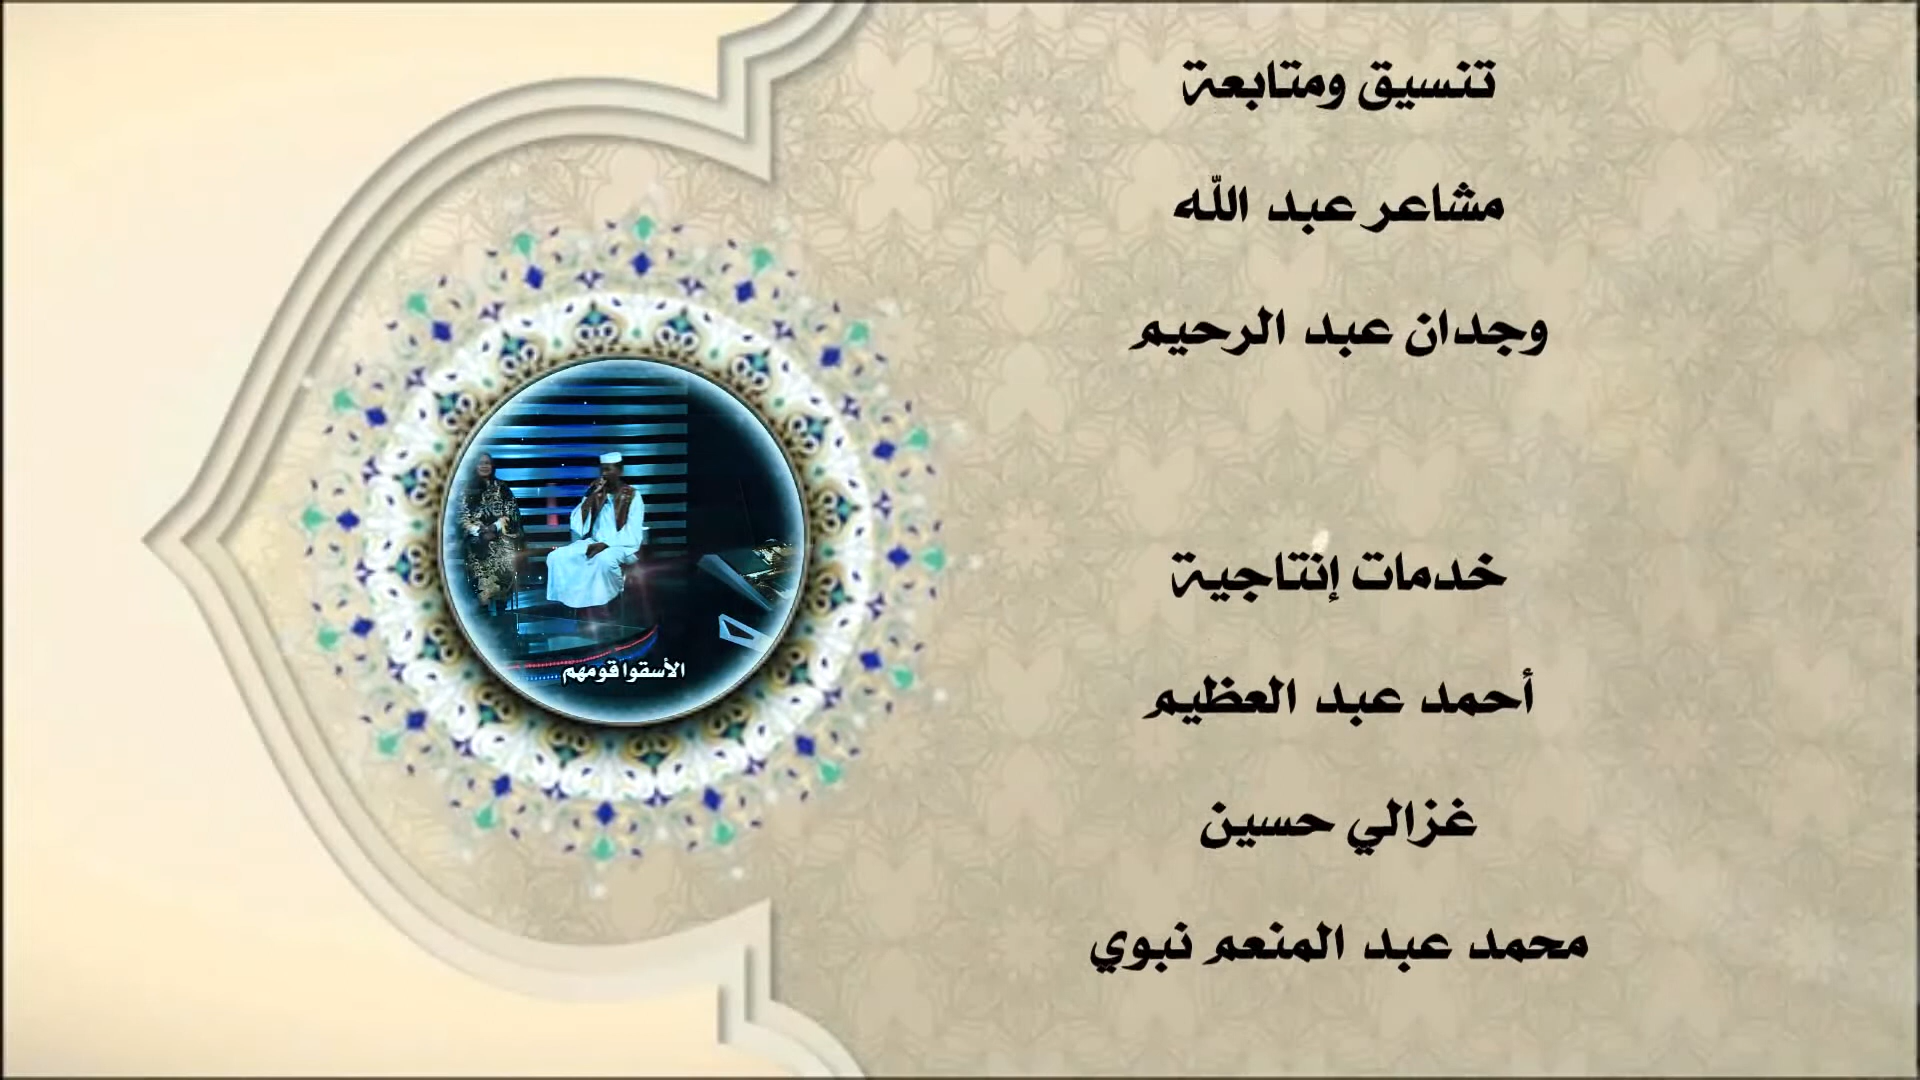 تنسيق ومتابعة
مشاعر عبد الله
وجدان عبد الرحيم
خدمات إنتاجية
أحمد عبد العظيم
غزالي حسين
محمد عبد المنعم نبوي
الأسقوا قومهم